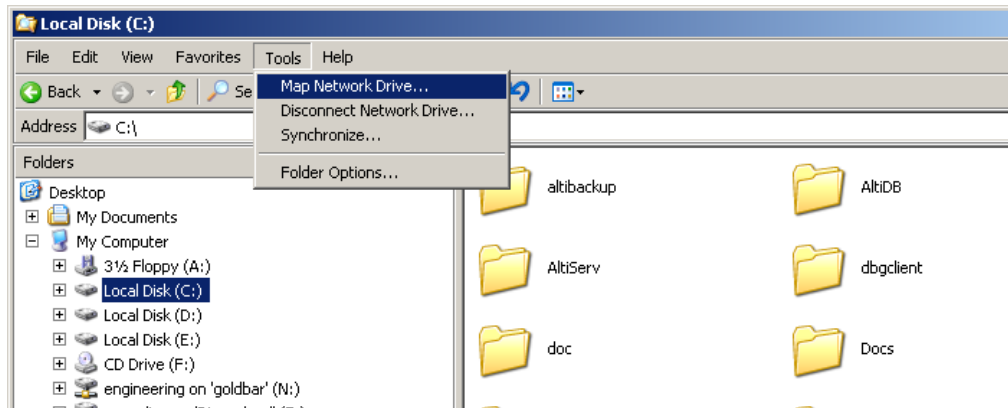 Local Disk (C:)
File Edit View Favorites Tools Help
Back Se
Map Network Drive...
Disconnect Network Drive...
Synchronize...
Folder Options...
Address C:\
Folders
Desktop
My Documents
My Computer
3½ Floppy (A:)
Local Disk (C:)
Local Disk (D:)
Local Disk (E:)
CD Drive (F:)
engineering on 'goldbar' (N:)
altibackup
AltiDB
AltiServ
dbgclient
doc
Docs